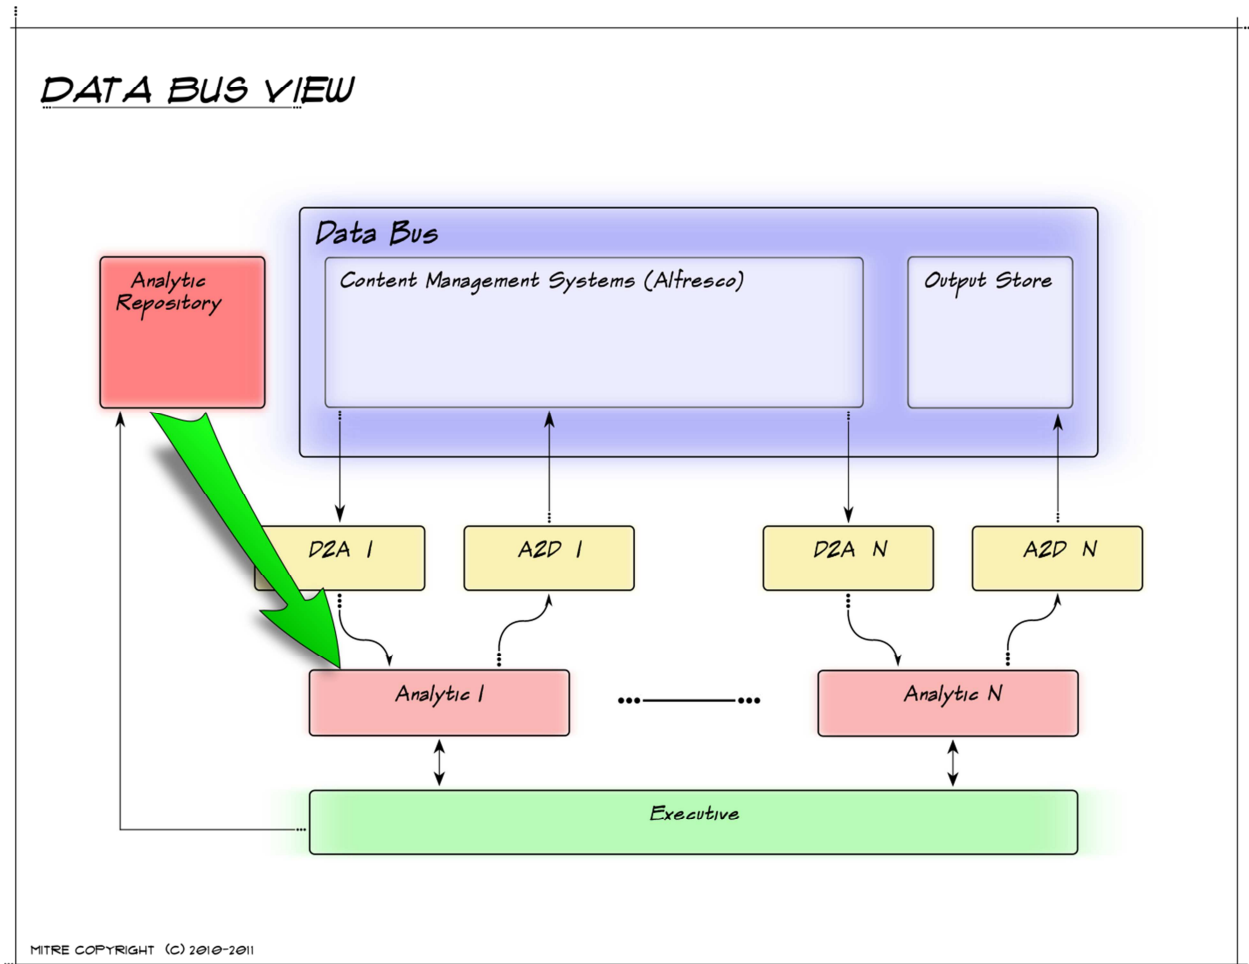 DATA BUS VIEW
Data Bus
Analytic
Repository
Content Management Systems (Alfresco)
Output Store
D2A 1
A2D 1
D2A N
A2D N
Analytic 1
Analytic N
Executive
MITRE COPYRIGHT (C) 2010-2011